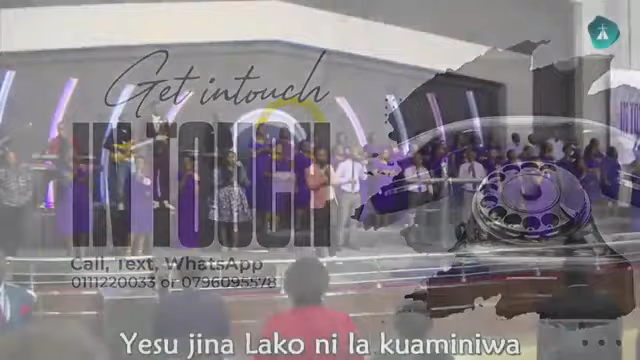 Get intouch
IN TOUCH
Call, Text, WhatsApp
0111220033 or 0796095578
Yesu jina Lako ni la kuaminiwa